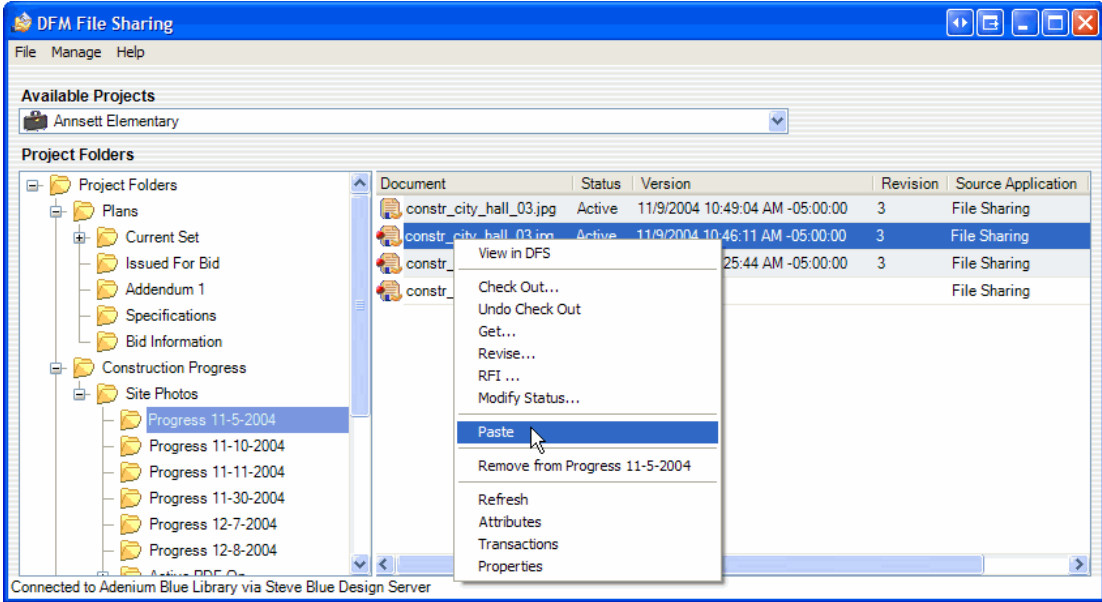 DFM File Sharing
File Manage Help
Available Projects
Annsett Elementary
Project Folders
Project Folders
Plans
Current Set
Issued For Bid
Addendum 1
Specifications
Bid Information
Construction Progress
Site Photos
Progress 11-5-2004
Progress 11-10-2004
Progress 11-11-2004
Progress 11-30-2004
Progress 12-7-2004
Progress 12-8-2004
Active PDF On
Document Status Version Revision Source Application
constr_city_hall_03.jpg Active 11/9/2004 10:49:04 AM -05:00:00 3 File Sharing
constr_city_hall_03.jpg Active 11/9/2004 10:46:11 AM -05:00:00 3 File Sharing
constr_ 25:44 AM -05:00:00 3 File Sharing
constr_ File Sharing
View in DFS
Check Out...
Undo Check Out
Get...
Revise...
RFI ...
Modify Status...
Paste
Remove from Progress 11-5-2004
Refresh
Attributes
Transactions
Properties
Connected to Adenium Blue Library via Steve Blue Design Server